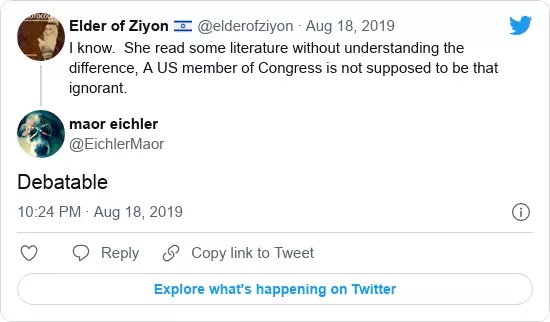 Elder of Ziyon 🇮🇱 @elderofziyon · Aug 18, 2019
I know. She read some literature without understanding the
difference, A US member of Congress is not supposed to be that
ignorant.
maor eichler
@EichlerMaor
Debatable
10:24 PM · Aug 18, 2019
Reply
Copy link to Tweet
Explore what's happening on Twitter